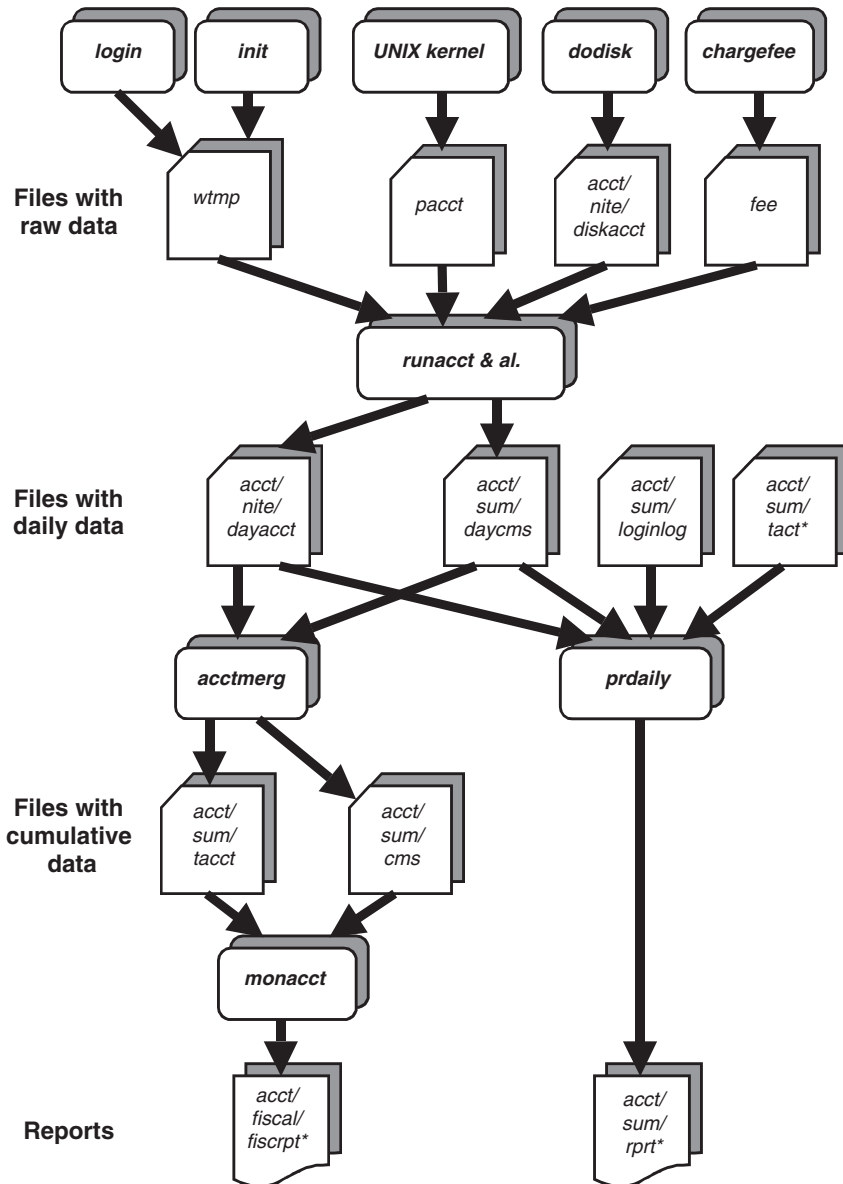 login
init
UNIX kernel
dodisk
chargefee
Files with
raw data
wtmp
pacct
acct/
nite/
diskacct
fee
runacct & al.
Files with
daily data
acct/
nite/
dayacct
acct/
sum/
daycms
acct/
sum/
loginlog
acct/
sum/
tact*
acctmerg
prdaily
Files with
cumulative
data
acct/
sum/
tacct
acct/
sum/
cms
monacct
Reports
acct/
fiscal/
fiscrpt*
acct/
sum/
rprt*